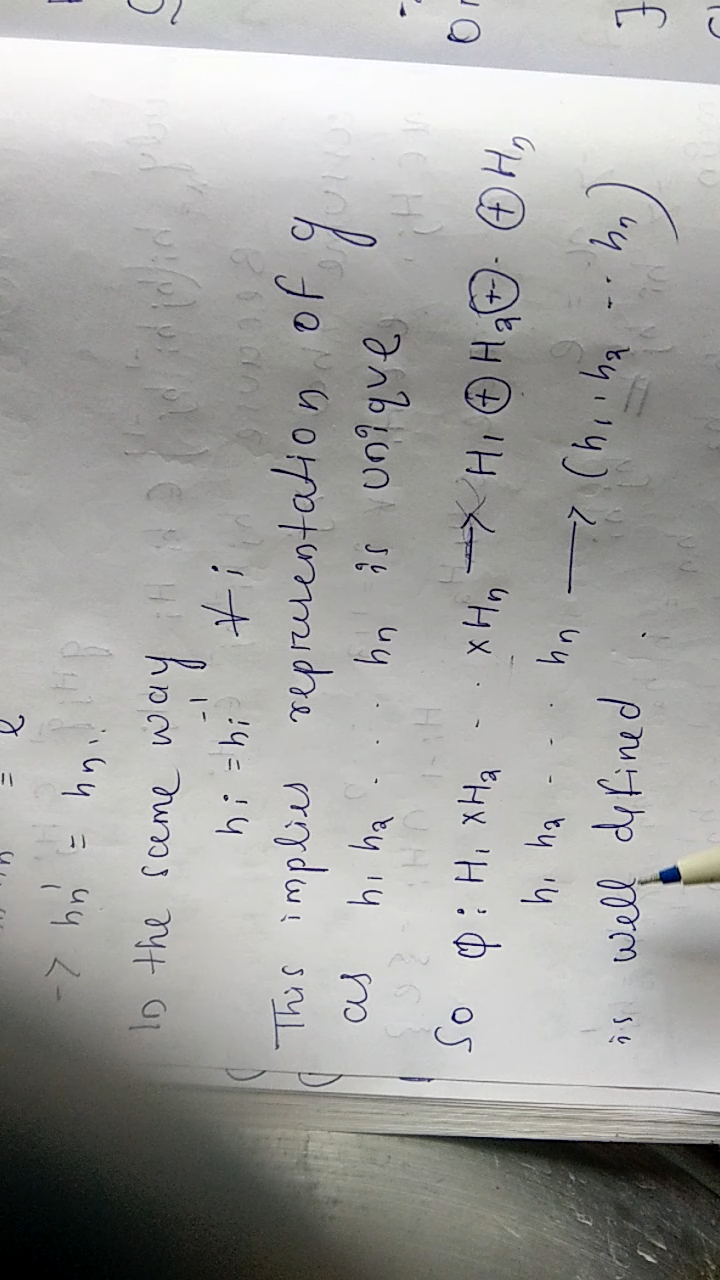 = e
-> hn' = hn.
In the same way
hi = hi' ∀ i
This implies representation of g
as h1 h2 . . . hn is unique
So φ : H1 × H2 - . . × Hn → H1 ⊕ H2 ⊕ . ⊕ Hn
h1 h2 . . . hn → (h1, h2 . . . hn)
is well defined.